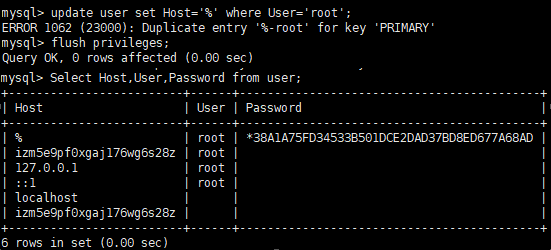 mysql> update user set Host='%' where User='root';
ERROR 1062 (23000): Duplicate entry '%-root' for key 'PRIMARY'
mysql> flush privileges;
Query OK, 0 rows affected (0.00 sec)
mysql> Select Host,User,Password from user;
+-------------------------+------+-------------------------------------------+
| Host | User | Password |
+-------------------------+------+-------------------------------------------+
| % | root | *38A1A75FD34533B501DCE2DAD37BD8ED677A68AD |
| izm5e9pf0xgajl76wg6s28z | root | |
| 127.0.0.1 | root | |
| ::1 | root | |
| localhost | | |
| izm5e9pf0xgajl76wg6s28z | | |
+-------------------------+------+-------------------------------------------+
6 rows in set (0.00 sec)